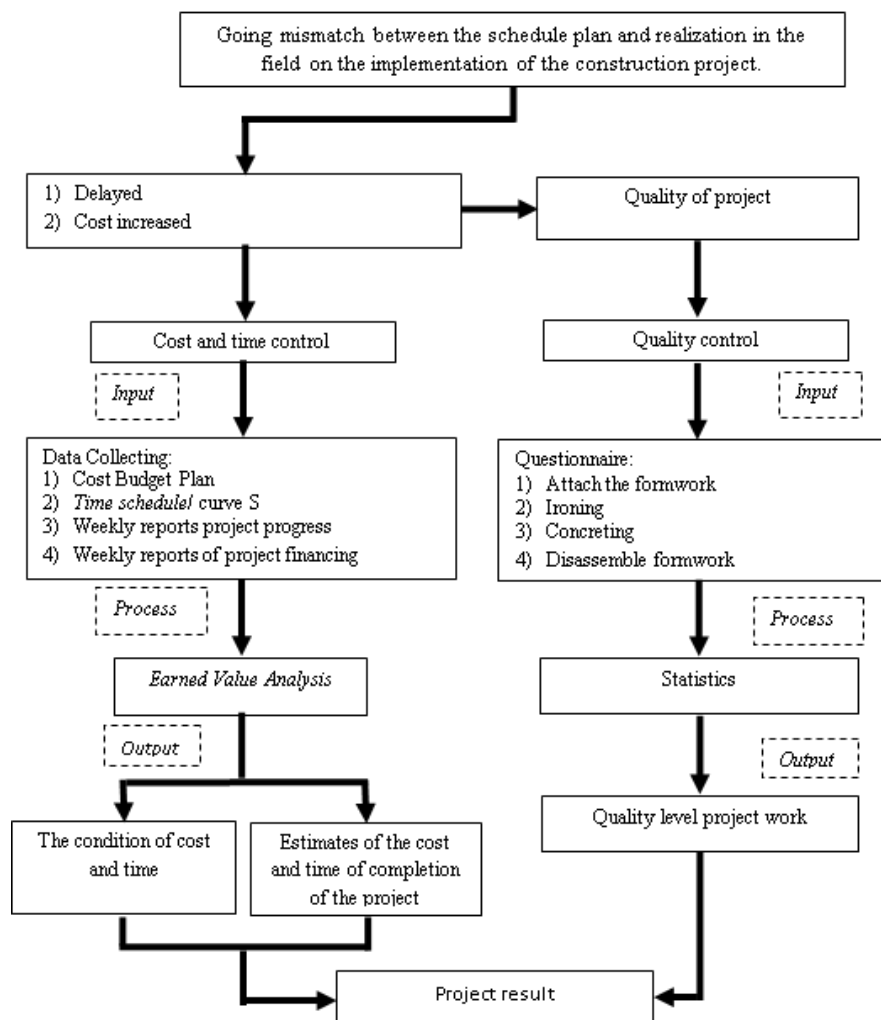 Going mismatch between the schedule plan and realization in the
field on the implementation of the construction project.
1) Delayed
2) Cost increased
Quality of project
Cost and time control
Quality control
Input
Input
Data Collecting:
1) Cost Budget Plan
2) Time schedule/ curve S
3) Weekly reports project progress
4) Weekly reports of project financing
Questionnaire:
1) Attach the formwork
2) Ironing
3) Concreting
4) Disassemble formwork
Process
Process
Earned Value Analysis
Statistics
Output
Output
The condition of cost
and time
Estimates of the cost
and time of completion
of the project
Quality level project work
Project result